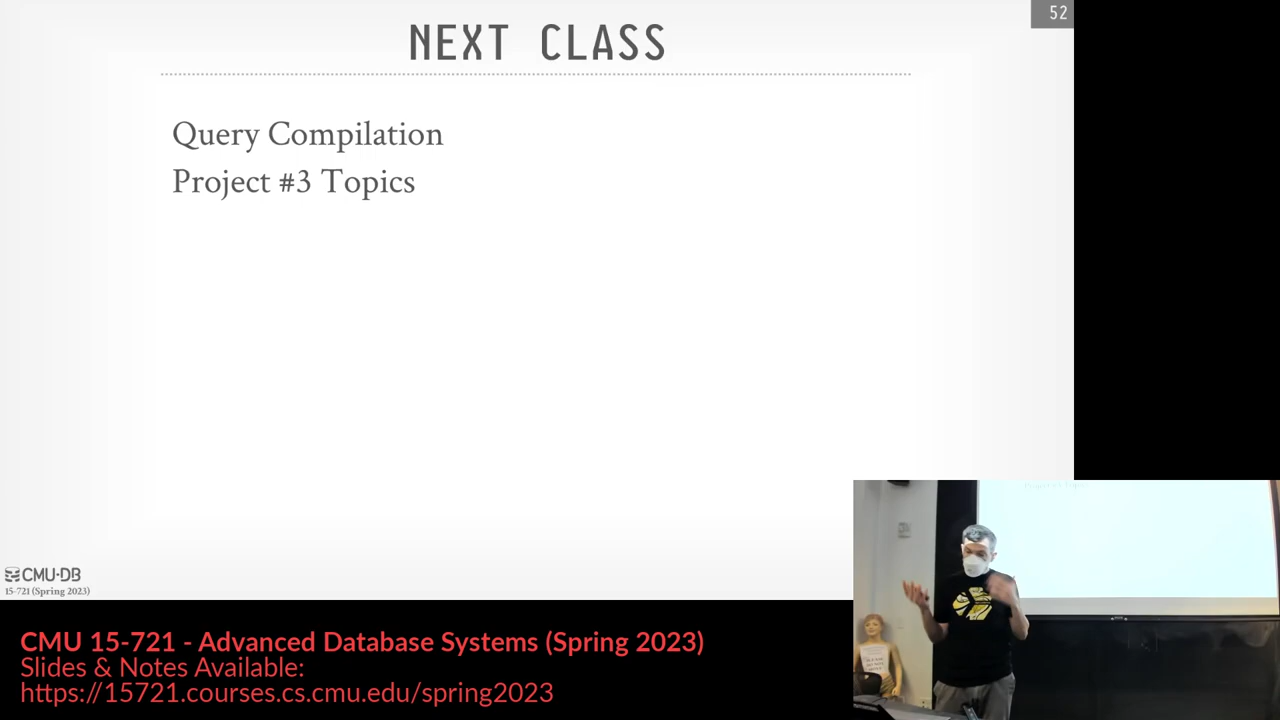 52
NEXT CLASS
Query Compilation
Project #3 Topics
CMU·DB
15-721 (Spring 2023)
CMU 15-721 - Advanced Database Systems (Spring 2023)
Slides & Notes Available:
https://15721.courses.cs.cmu.edu/spring2023